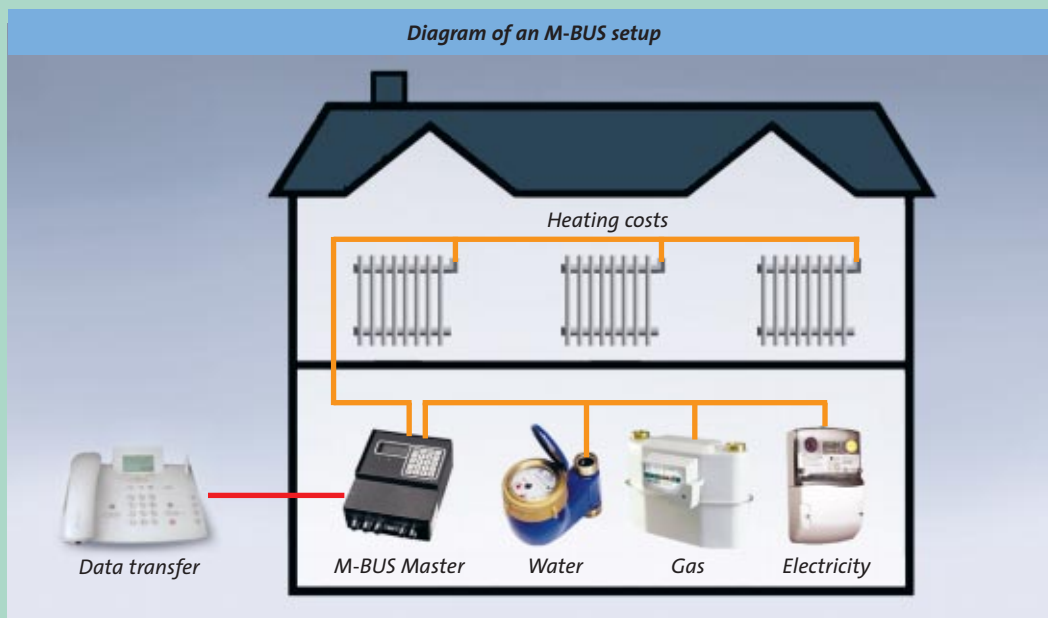 Diagram of an M-BUS setup
Heating costs
Data transfer
M-BUS Master
Water
Gas
Electricity